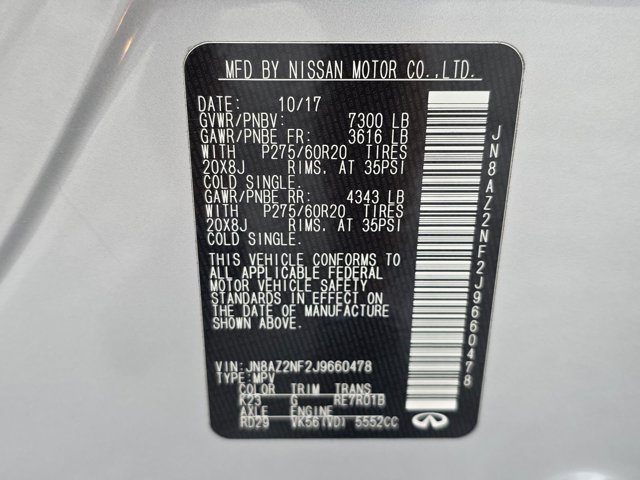 MFD BY NISSAN MOTOR CO.,LTD.
DATE: 10/17
GVWR/PNBV: 7300 LB
GAWR/PNBE FR: 3616 LB
WITH P275/60R20 TIRES
20X8J RIMS, AT 35PSI
COLD SINGLE.
GAWR/PNBE RR: 4343 LB
WITH P275/60R20 TIRES
20X8J RIMS, AT 35PSI
COLD SINGLE.
THIS VEHICLE CONFORMS TO
ALL APPLICABLE FEDERAL
MOTOR VEHICLE SAFETY
STANDARDS IN EFFECT ON
THE DATE OF MANUFACTURE
SHOWN ABOVE.
VIN:JN8AZ2NF2J9660478
TYPE:MPV
COLOR TRIM TRANS
K23 G RE7R01B
AXLE ENGINE
RD29 VK56(VD) 5552CC
JN8AZ2NF2J9660478
INFINITI